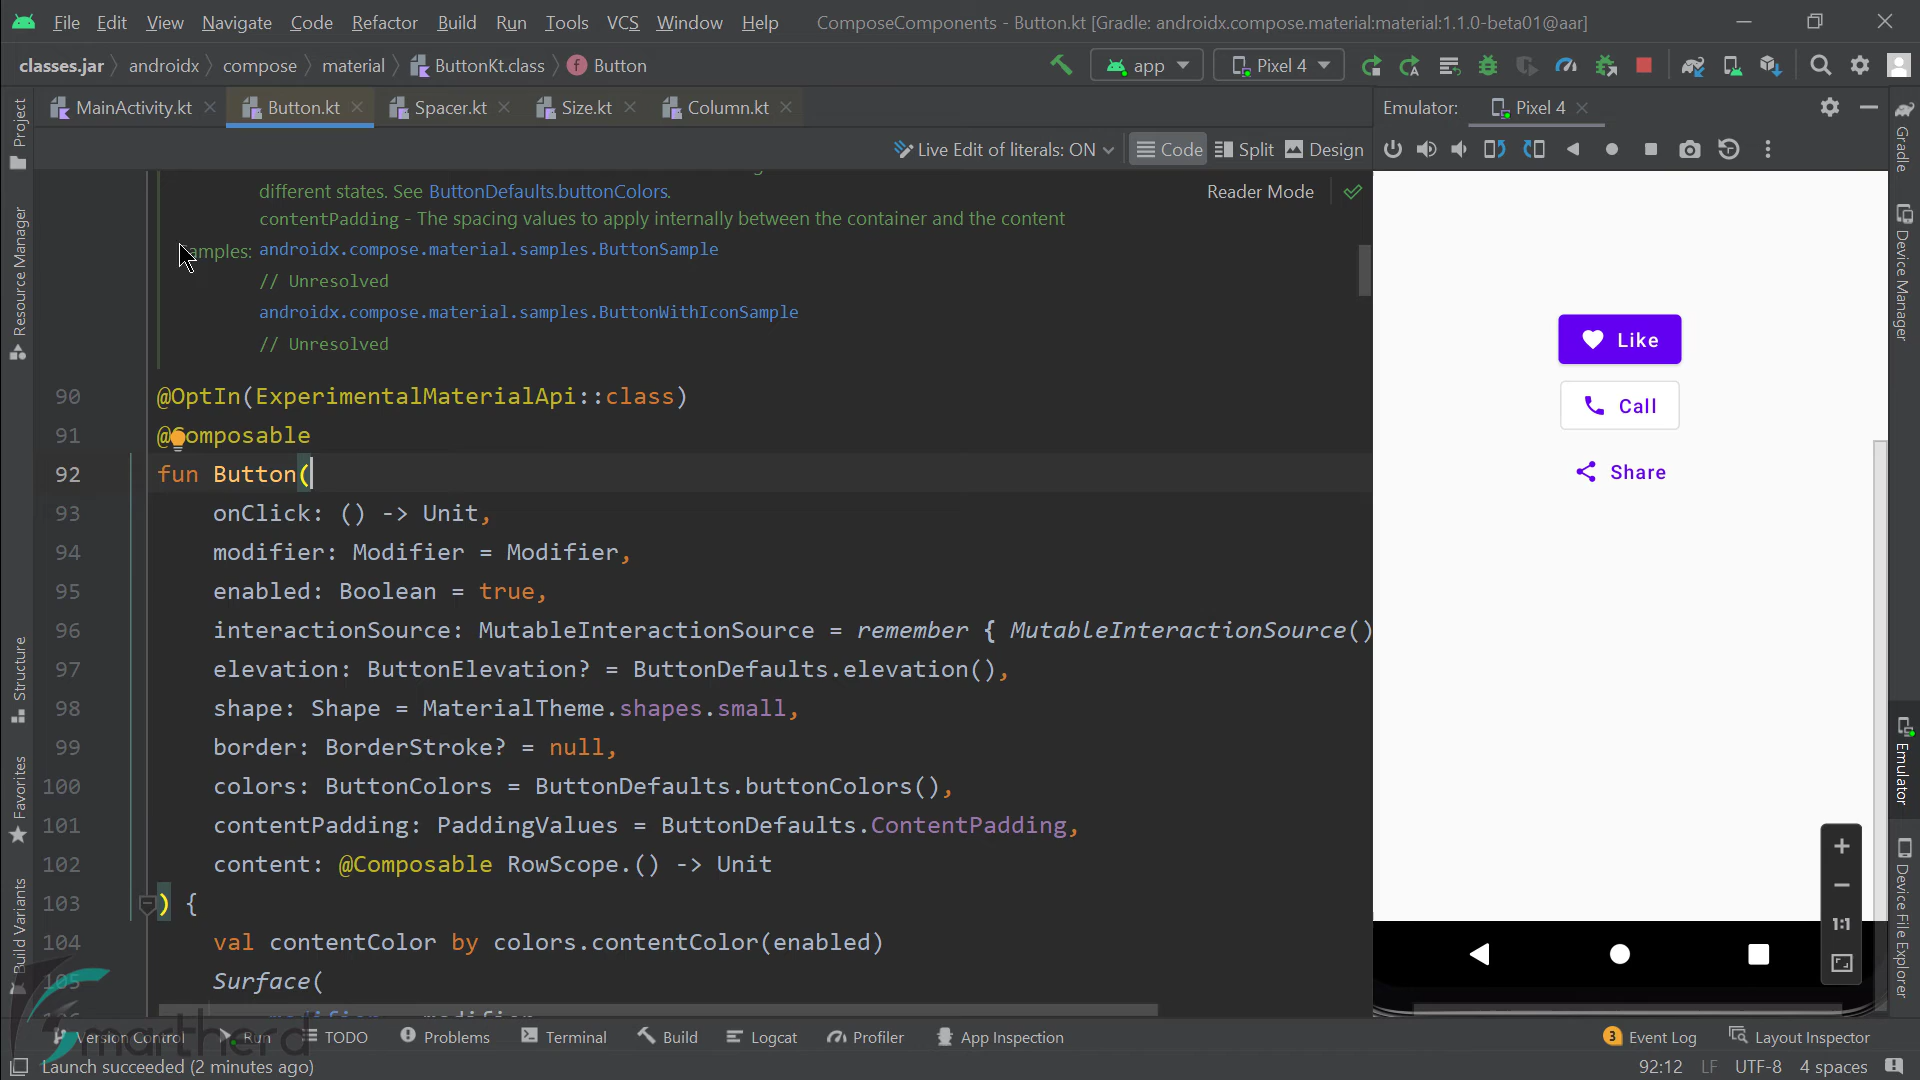 File Edit View Navigate Code Refactor Build Run Tools VCS Window Help ComposeComponents - Button.kt [Gradle: androidx.compose.material:material:1.1.0-beta01@aar]
classes.jar androidx compose material ButtonKt.class Button app Pixel 4
MainActivity.kt Button.kt Spacer.kt Size.kt Column.kt Emulator: Pixel 4
Live Edit of literals: ON Code Split Design
different states. See ButtonDefaults.buttonColors.
Reader Mode
contentPadding - The spacing values to apply internally between the container and the content
amples: androidx.compose.material.samples.ButtonSample
// Unresolved
androidx.compose.material.samples.ButtonWithIconSample
// Unresolved
90 @OptIn(ExperimentalMaterialApi::class)
91 @Composable
92 fun Button(
93 onClick: () -> Unit,
94 modifier: Modifier = Modifier,
95 enabled: Boolean = true,
96 interactionSource: MutableInteractionSource = remember { MutableInteractionSource()
97 elevation: ButtonElevation? = ButtonDefaults.elevation(),
98 shape: Shape = MaterialTheme.shapes.small,
99 border: BorderStroke? = null,
100 colors: ButtonColors = ButtonDefaults.buttonColors(),
101 contentPadding: PaddingValues = ButtonDefaults.ContentPadding,
102 content: @Composable RowScope.() -> Unit
103 ) {
104 val contentColor by colors.contentColor(enabled)
105 Surface(
Like
Call
Share
1:1
Project
Resource Manager
Structure
Favorites
Build Variants
Gradle
Device Manager
Emulator
Device File Explorer
Version Control Run TODO Problems Terminal Build Logcat Profiler App Inspection 3 Event Log Layout Inspector
martherd
Launch succeeded (2 minutes ago) 92:12 LF UTF-8 4 spaces